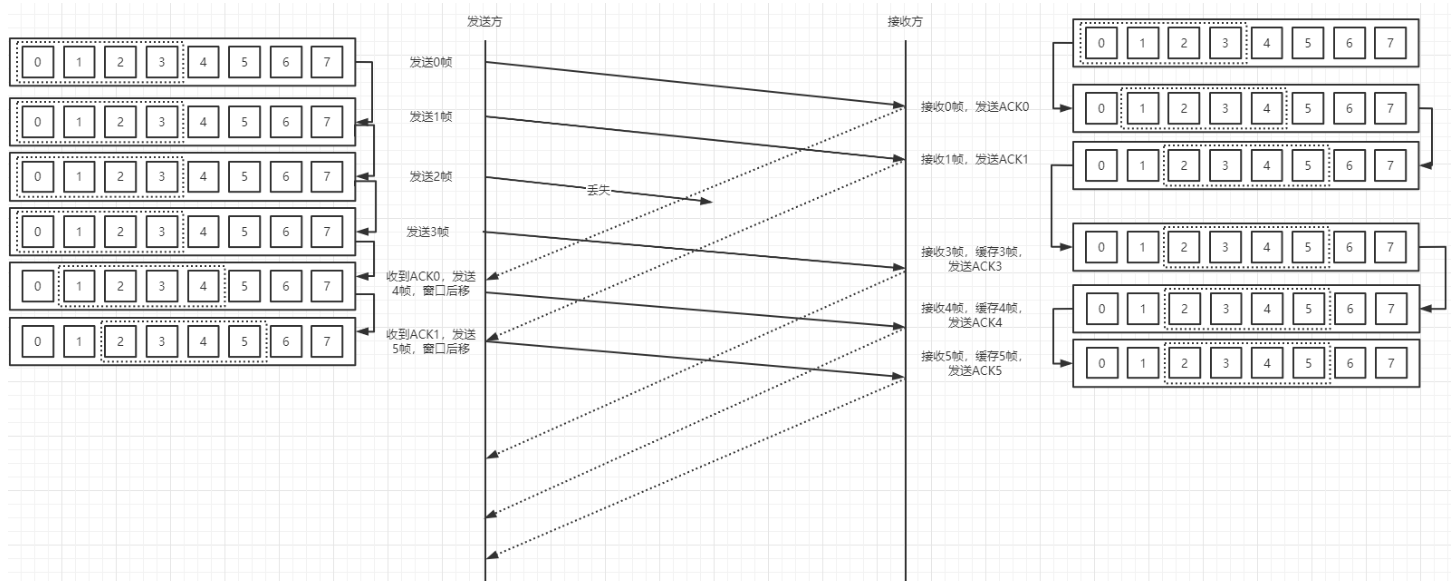 发送方
接收方
0 1 2 3 4 5 6 7
0 1 2 3 4 5 6 7
发送0帧
0 1 2 3 4 5 6 7
接收0帧，发送ACK0
0 1 2 3 4 5 6 7
发送1帧
0 1 2 3 4 5 6 7
接收1帧，发送ACK1
0 1 2 3 4 5 6 7
发送2帧
丢失
0 1 2 3 4 5 6 7
发送3帧
接收3帧，缓存3帧，
发送ACK3
0 1 2 3 4 5 6 7
0 1 2 3 4 5 6 7
收到ACK0，发送
4帧，窗口后移
接收4帧，缓存4帧，
发送ACK4
0 1 2 3 4 5 6 7
0 1 2 3 4 5 6 7
收到ACK1，发送
5帧，窗口后移
接收5帧，缓存5帧，
发送ACK5
0 1 2 3 4 5 6 7